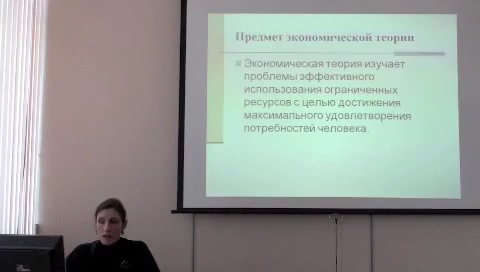 Предмет экономической теории
Экономическая теория изучает
проблемы эффективного
использования ограниченных
ресурсов с целью достижения
максимального удовлетворения
потребностей человека.